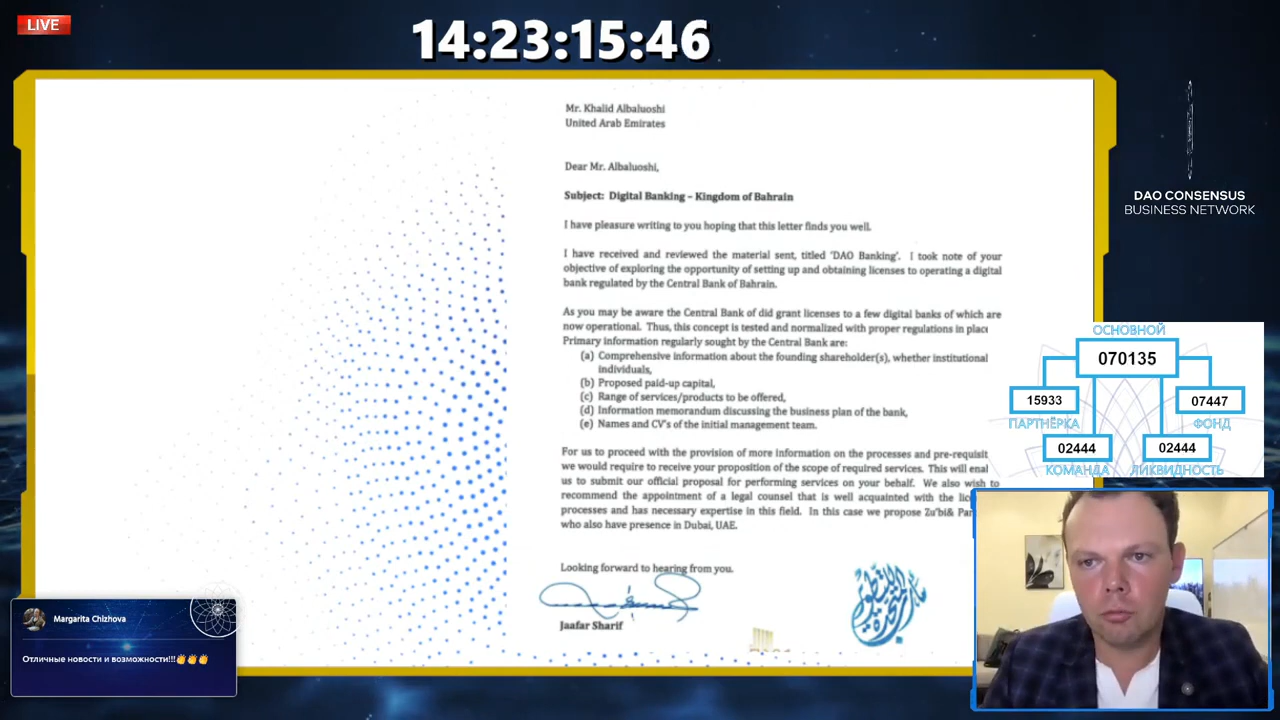 LIVE
14:23:15:46
Mr. Khalid Albaluoshi
United Arab Emirates
Dear Mr. Albaluoshi,
Subject: Digital Banking – Kingdom of Bahrain
I have pleasure writing to you hoping that this letter finds you well.
I have received and reviewed the material sent, titled 'DAO Banking'. I took note of your
objective of exploring the opportunity of setting up and obtaining licenses to operating a digital
bank regulated by the Central Bank of Bahrain.
As you may be aware the Central Bank of did grant licenses to a few digital banks of which are
now operational. Thus, this concept is tested and normalized with proper regulations in place
Primary information regularly sought by the Central Bank are:
(a) Comprehensive information about the founding shareholder(s), whether institutional
individuals,
(b) Proposed paid-up capital,
(c) Range of services/products to be offered,
(d) Information memorandum discussing the business plan of the bank,
(e) Names and CV's of the initial management team.
For us to proceed with the provision of more information on the processes and pre-requisit
we would require to receive your proposition of the scope of required services. This will enal
us to submit our official proposal for performing services on your behalf. We also wish to
recommend the appointment of a legal counsel that is well acquainted with the
processes and has necessary expertise in this field. In this case we propose Zu'bi&
who also have presence in Dubai, UAE.
Looking forward to hearing from you.
Jaafar Sharif
DAO CONSENSUS
BUSINESS NETWORK
ОСНОВНОЙ
070135
15933
07447
ПАРТНЁРКА
ФОНД
02444
02444
КОМАНДА
ЛИКВИДНОСТЬ
Margarita Chizhova
Отличные новости и возможности!!!👏👏👏